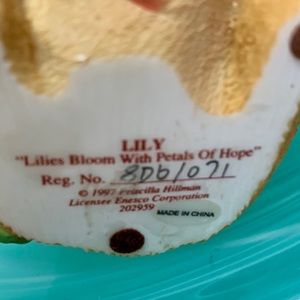 LILY
"Lilies Bloom With Petals Of Hope"
Reg. No. 8D6/071
© 1997 Priscilla Hillman
Licensee Enesco Corporation
202959
MADE IN CHINA